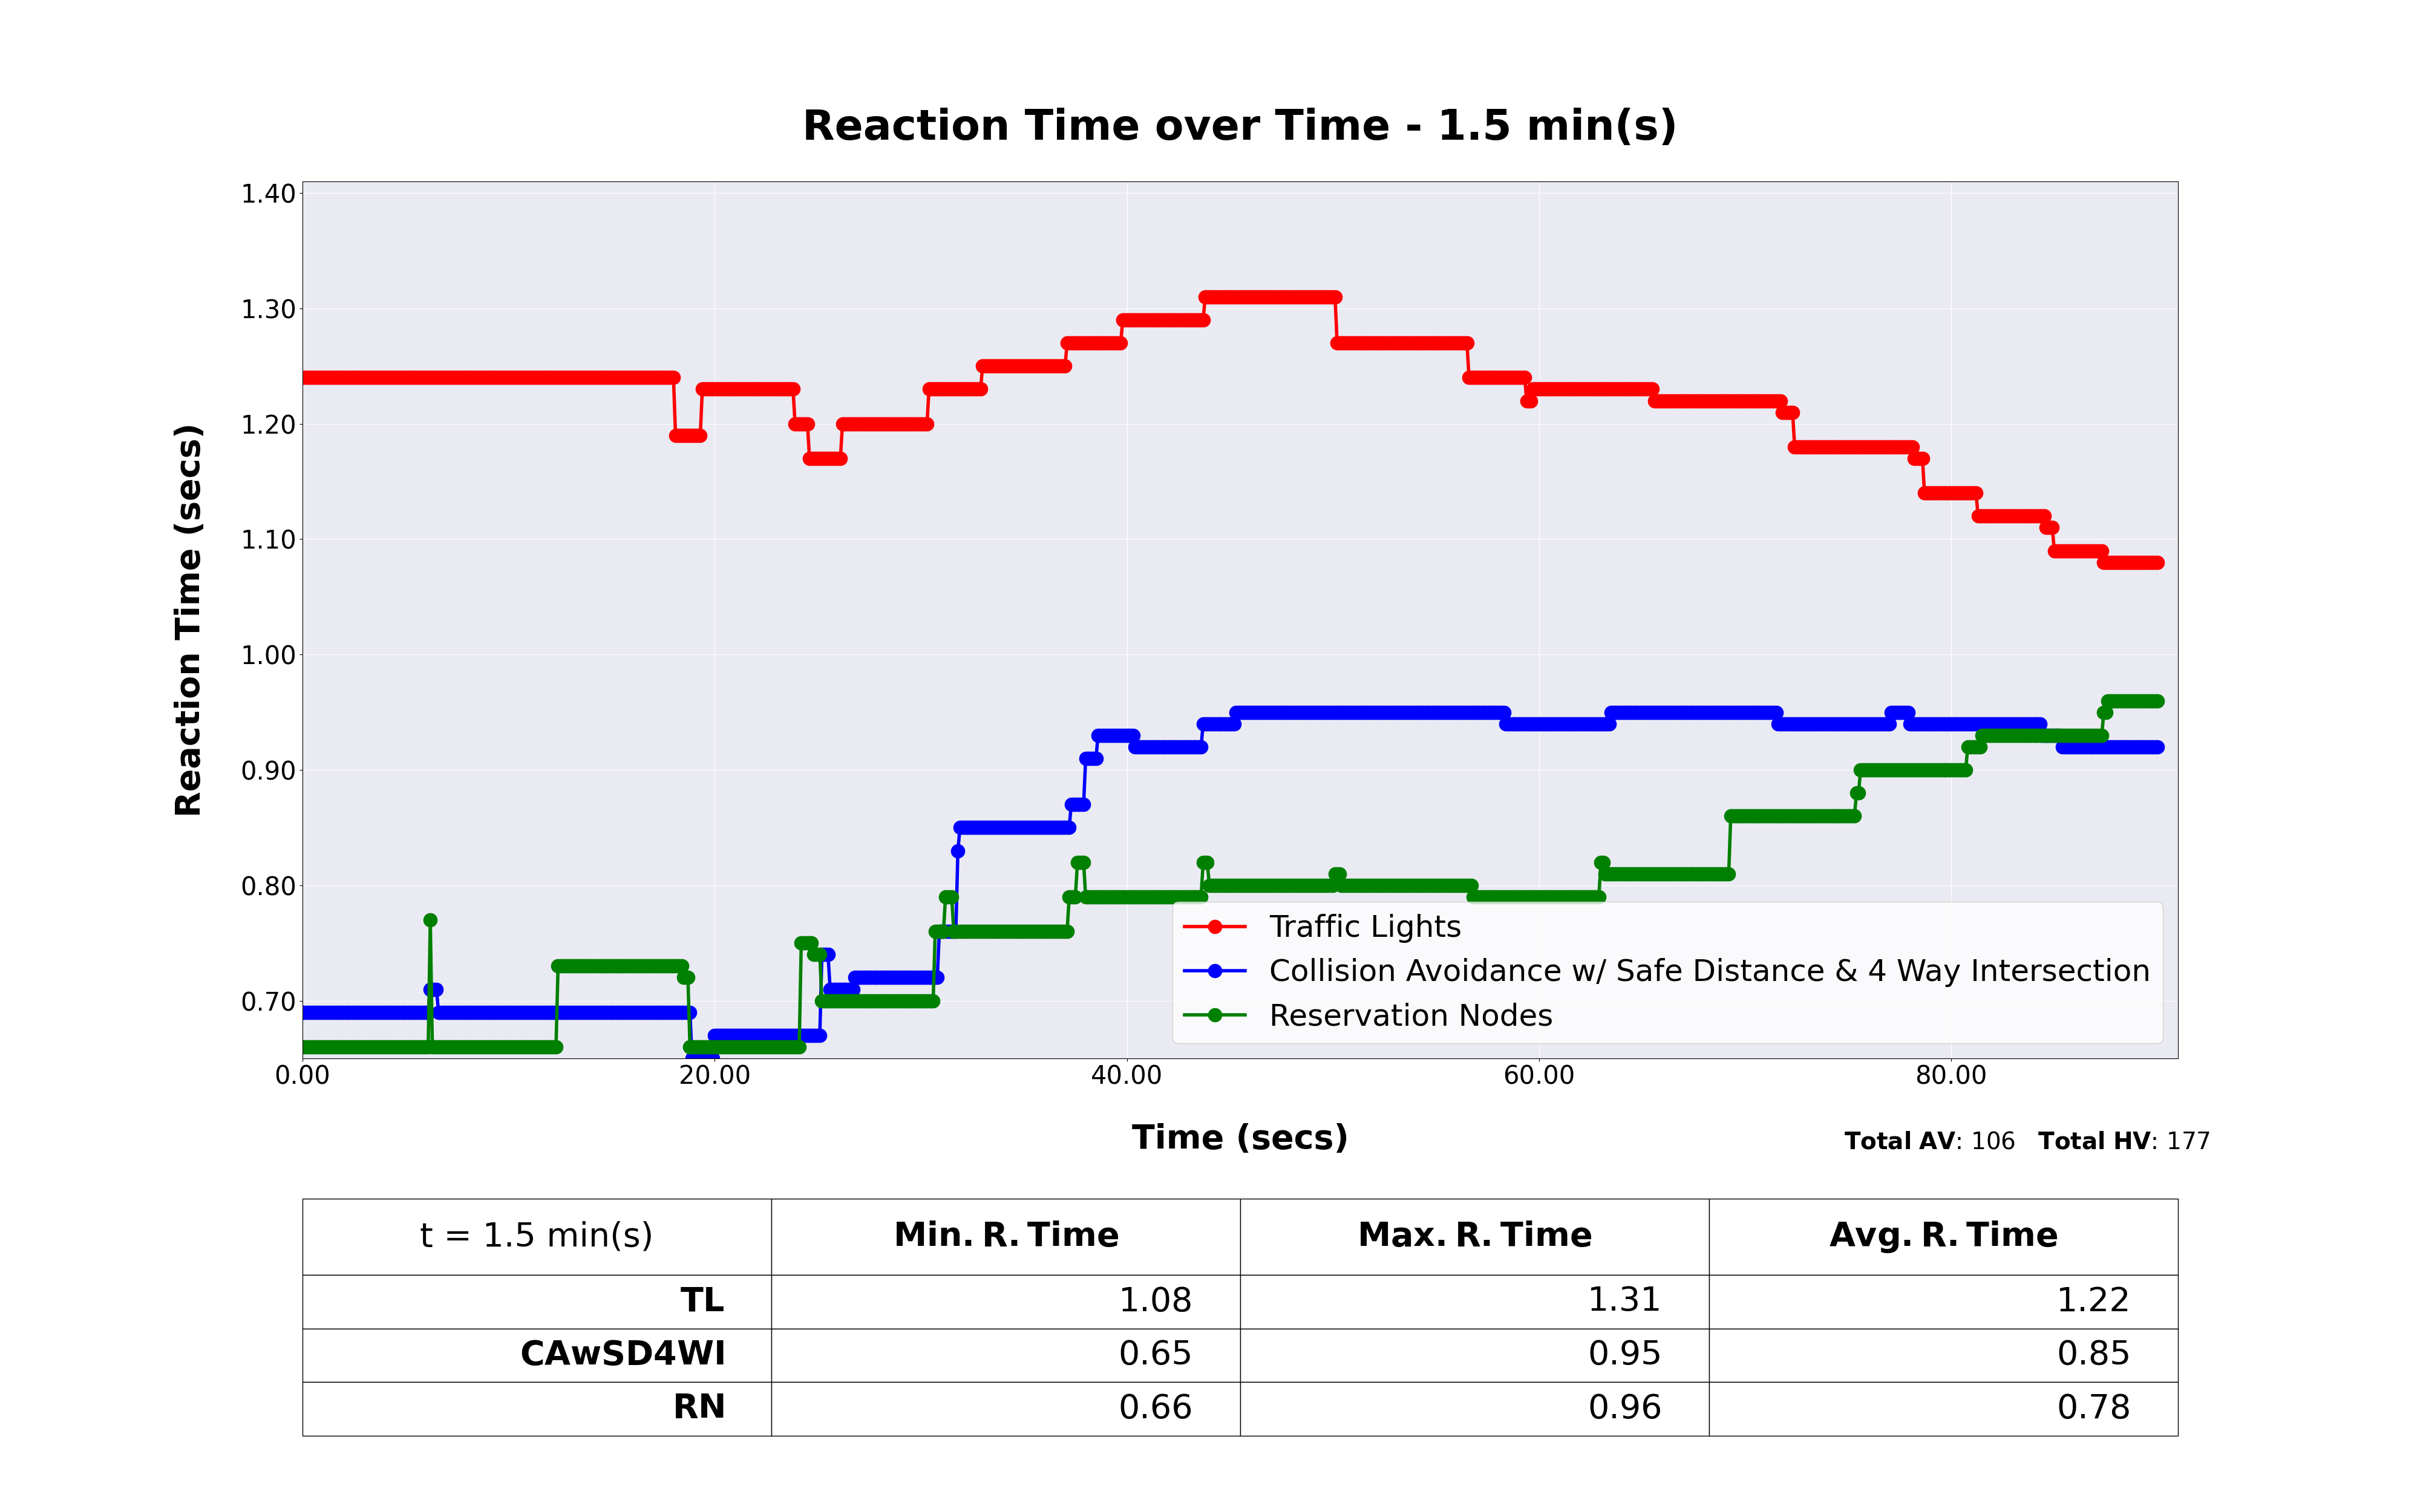 Reaction Time over Time - 1.5 min(s)
Reaction Time (secs)
1.40
1.30
1.20
1.10
1.00
0.90
0.80
0.70
Traffic Lights
Collision Avoidance w/ Safe Distance & 4 Way Intersection
Reservation Nodes
0.00 20.00 40.00 60.00 80.00
Time (secs)
Total AV: 106 Total HV: 177
t = 1.5 min(s) Min. R. Time Max. R. Time Avg. R. Time
TL 1.08 1.31 1.22
CAwSD4WI 0.65 0.95 0.85
RN 0.66 0.96 0.78